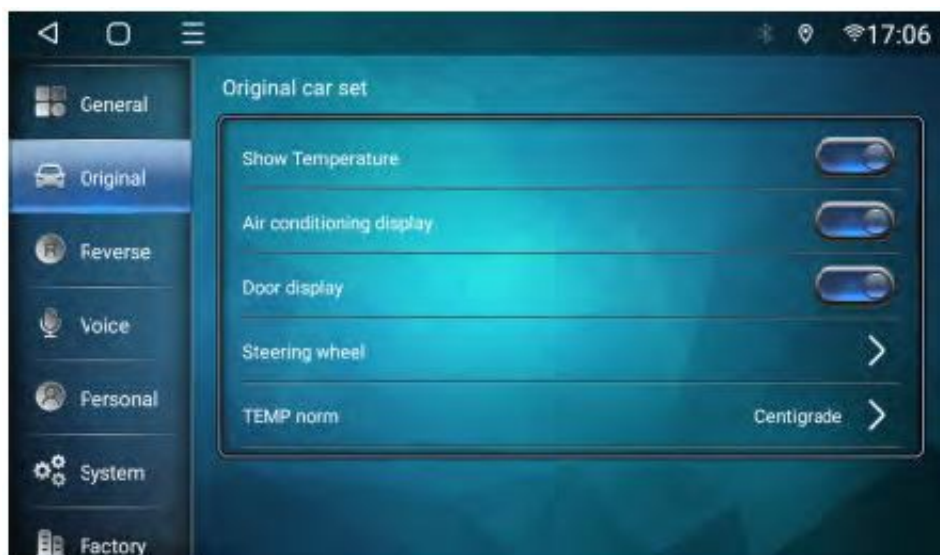 17:06
General
Original
Reverse
Voice
Personal
System
Factory
Original car set
Show Temperature
Air conditioning display
Door display
Steering wheel
TEMP norm Centigrade